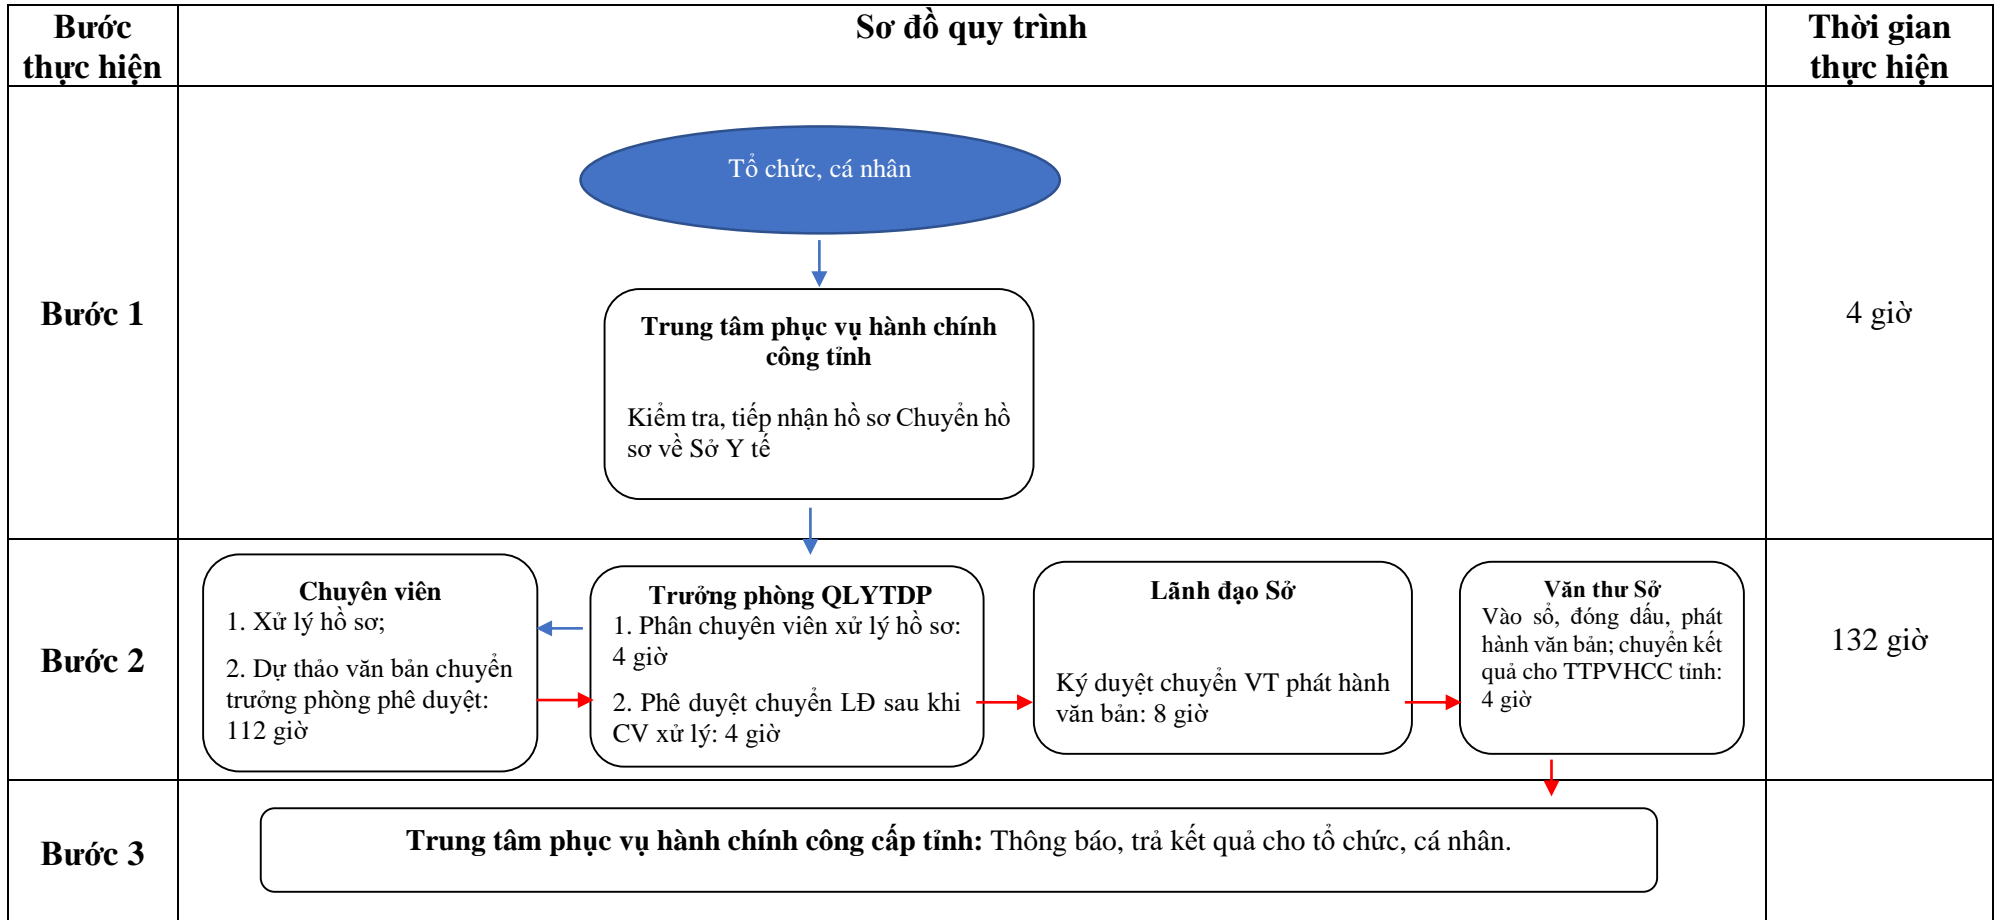 Bước
thực hiện
Sơ đồ quy trình
Thời gian
thực hiện
Bước 1
Tổ chức, cá nhân
Trung tâm phục vụ hành chính
công tỉnh
Kiểm tra, tiếp nhận hồ sơ Chuyển hồ
sơ về Sở Y tế
4 giờ
Bước 2
Chuyên viên
1. Xử lý hồ sơ;
2. Dự thảo văn bản chuyển
trưởng phòng phê duyệt:
112 giờ
Trưởng phòng QLYTDP
1. Phân chuyên viên xử lý hồ sơ:
4 giờ
2. Phê duyệt chuyển LĐ sau khi
CV xử lý: 4 giờ
Lãnh đạo Sở
Ký duyệt chuyển VT phát hành
văn bản: 8 giờ
Văn thư Sở
Vào sổ, đóng dấu, phát
hành văn bản; chuyển kết
quả cho TTPVHCC tỉnh:
4 giờ
132 giờ
Bước 3
Trung tâm phục vụ hành chính công cấp tỉnh: Thông báo, trả kết quả cho tổ chức, cá nhân.